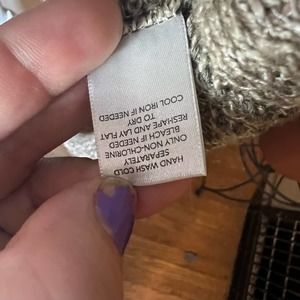 HAND WASH COLD
SEPARATELY
ONLY NON-CHLORINE
BLEACH IF NEEDED
RESHAPE AND LAY FLAT
TO DRY
COOL IRON IF NEEDED